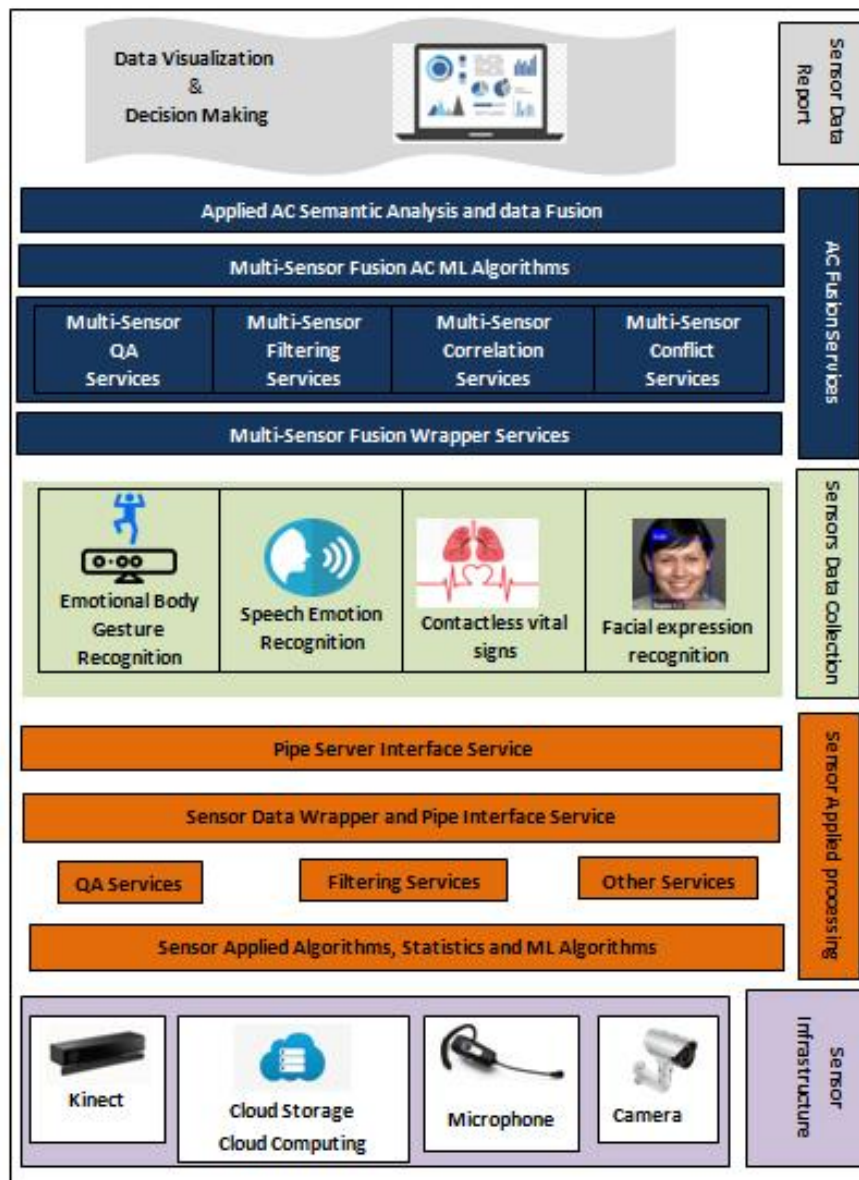 Data Visualization
&
Decision Making
Sensor Data
Report
Applied AC Semantic Analysis and data Fusion
Multi-Sensor Fusion AC ML Algorithms
Multi-Sensor
QA
Services
Multi-Sensor
Filtering
Services
Multi-Sensor
Correlation
Services
Multi-Sensor
Conflict
Services
Multi-Sensor Fusion Wrapper Services
AC Fusion Services
Emotional Body
Gesture
Recognition
Speech Emotion
Recognition
Contactless vital
signs
Facial expression
recognition
Sensors Data Collection
Pipe Server Interface Service
Sensor Data Wrapper and Pipe Interface Service
QA Services
Filtering Services
Other Services
Sensor Applied Algorithms, Statistics and ML Algorithms
Sensor Applied processing
Kinect
Cloud Storage
Cloud Computing
Microphone
Camera
Sensor
Infrastructure